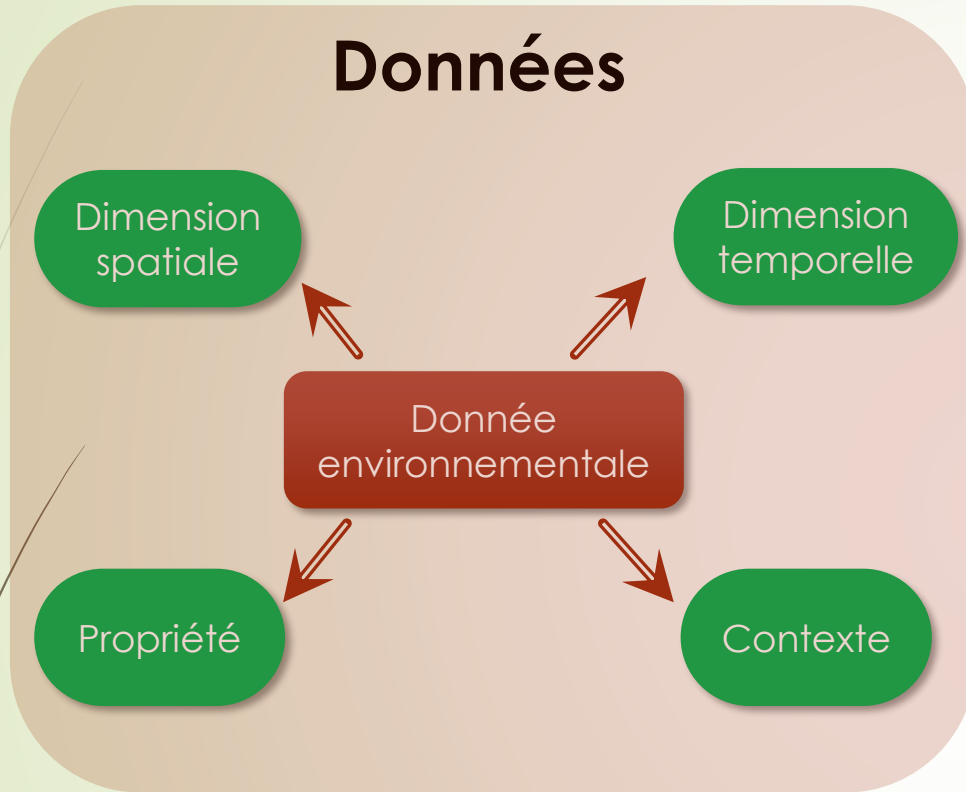 Données
Dimension
spatiale
Dimension
temporelle
Donnée
environnementale
Propriété
Contexte